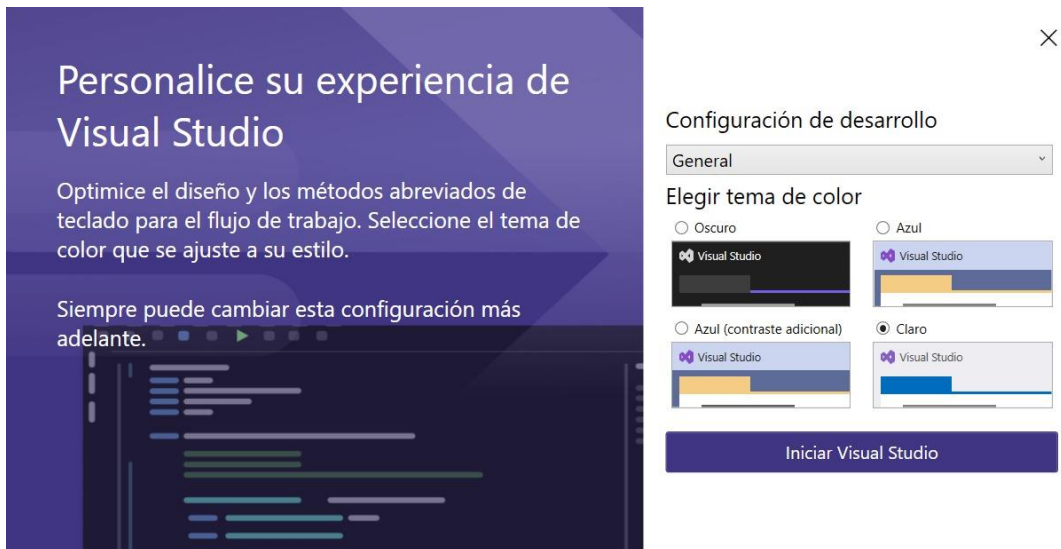 Personalice su experiencia de
Visual Studio
Optimice el diseño y los métodos abreviados de
teclado para el flujo de trabajo. Seleccione el tema de
color que se ajuste a su estilo.
Siempre puede cambiar esta configuración más
adelante.
Configuración de desarrollo
General
Elegir tema de color
Oscuro
Azul
Visual Studio
Visual Studio
Azul (contraste adicional)
Claro
Visual Studio
Visual Studio
Iniciar Visual Studio